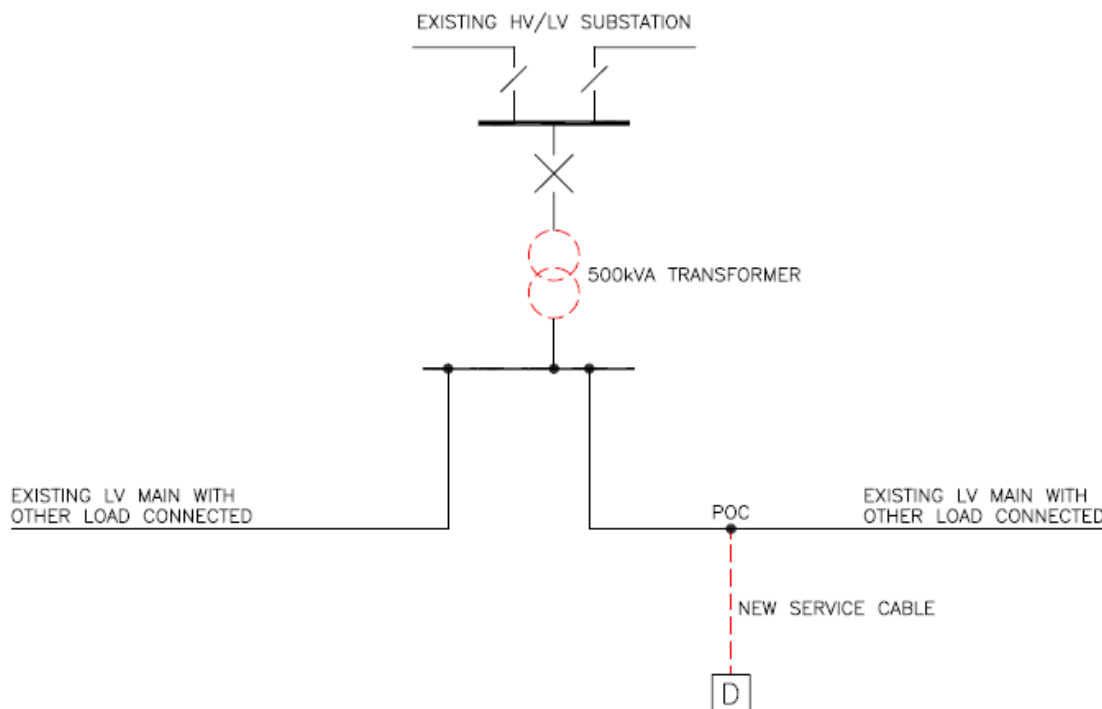 EXISTING HV/LV SUBSTATION
500kVA TRANSFORMER
EXISTING LV MAIN WITH
OTHER LOAD CONNECTED
POC
EXISTING LV MAIN WITH
OTHER LOAD CONNECTED
NEW SERVICE CABLE
D